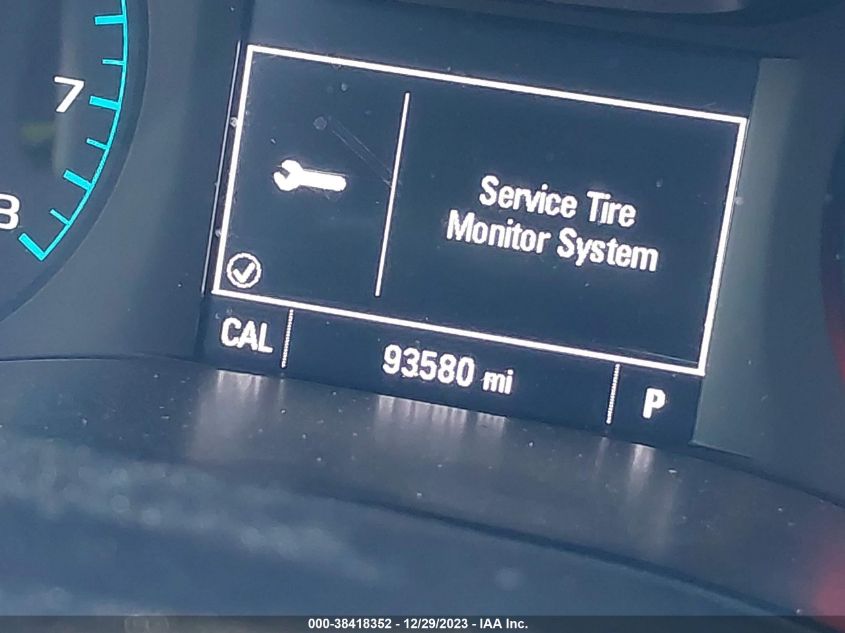 7
8
Service Tire
Monitor System
CAL
93580 mi
P
000-38418352 - 12/29/2023 - IAA Inc.